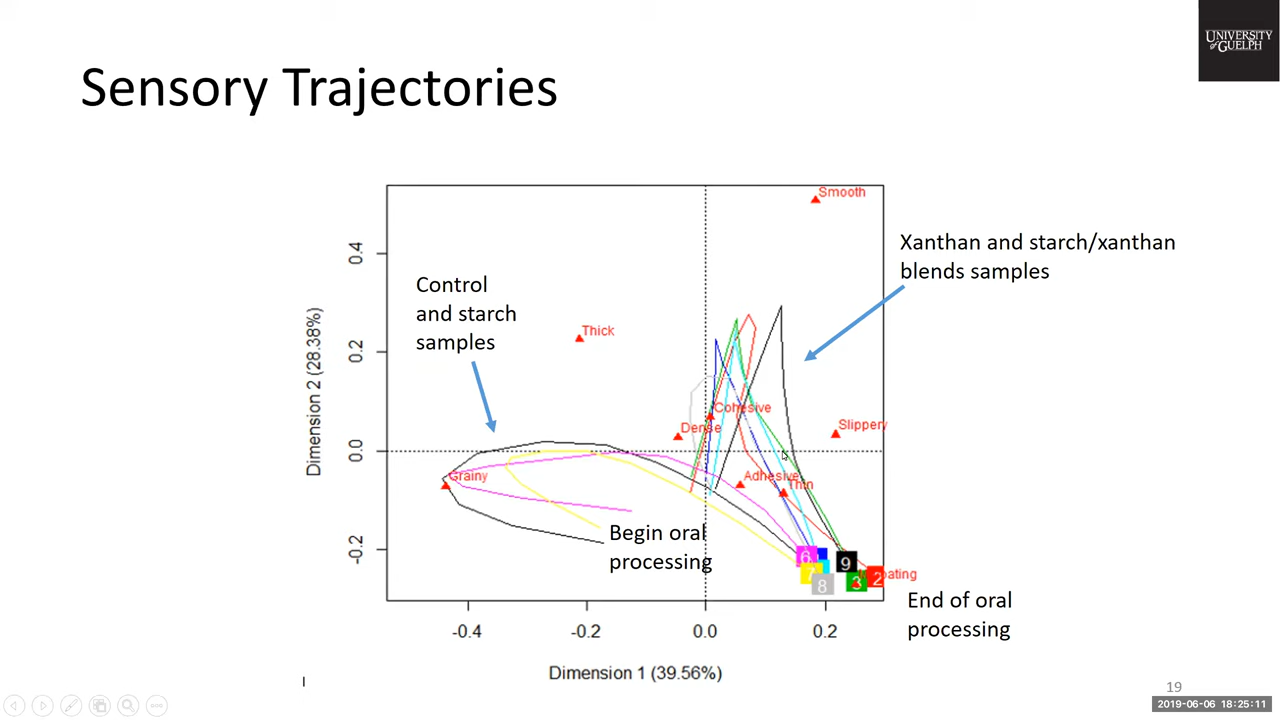 UNIVERSITY
of GUELPH
Sensory Trajectories
Smooth
Xanthan and starch/xanthan
blends samples
Control
and starch
samples
Thick
Cohesive
Dense
Slippery
Grainy
Adhesive
Thin
Begin oral
processing
6
9
7
8
3
2
End of oral
processing
0.4
0.2
0.0
-0.2
Dimension 2 (28.38%)
-0.4
-0.2
0.0
0.2
Dimension 1 (39.56%)
19
2019-06-06 18:25:11